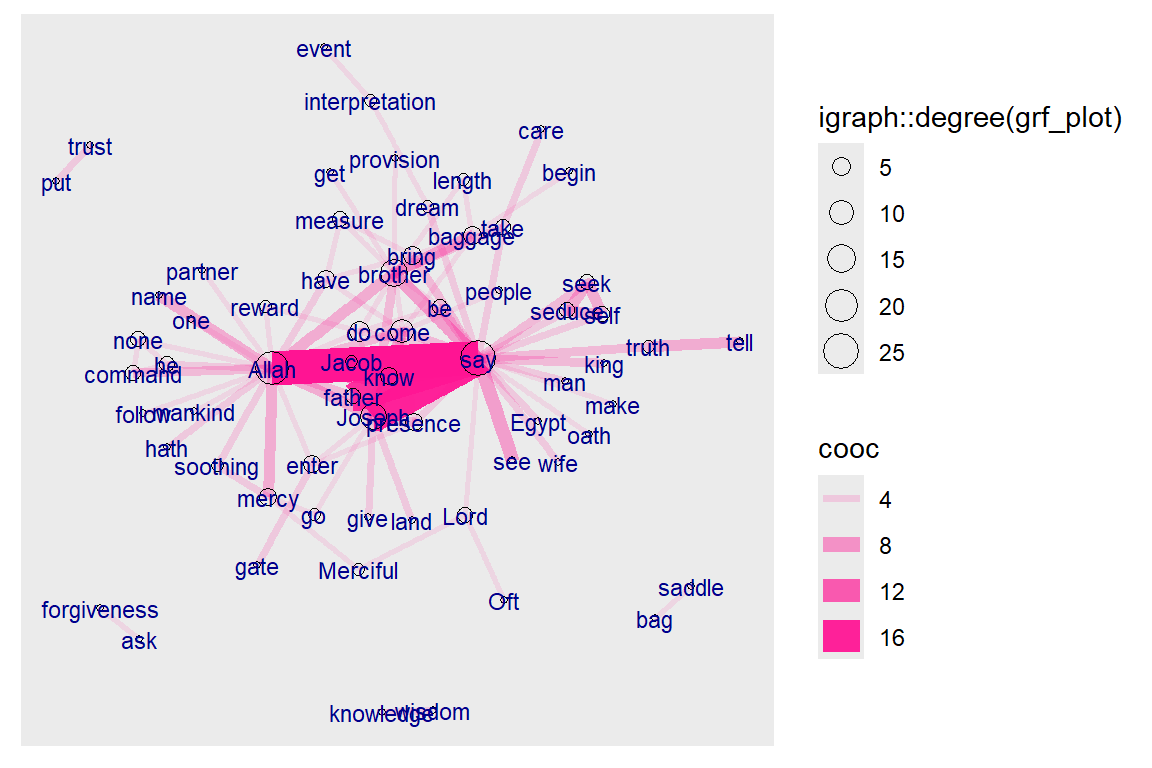 event
interpretation
trust
put
care
get
provision
begin
length
measure
dream
take
baggage
bring
brother
partner
have
name
people
seek
reward
be
seduce
self
one
none
do
come
truth
tell
he
Allah
Jacob
say
king
command
know
man
father
make
follow
mankind
Joseph
presence
Egypt
oath
hath
soothing
enter
see
wife
mercy
go
give
land
Lord
gate
Merciful
saddle
Oft
bag
forgiveness
ask
knowledge
wisdom
igraph::degree(grf_plot)
5
10
15
20
25
cooc
4
8
12
16